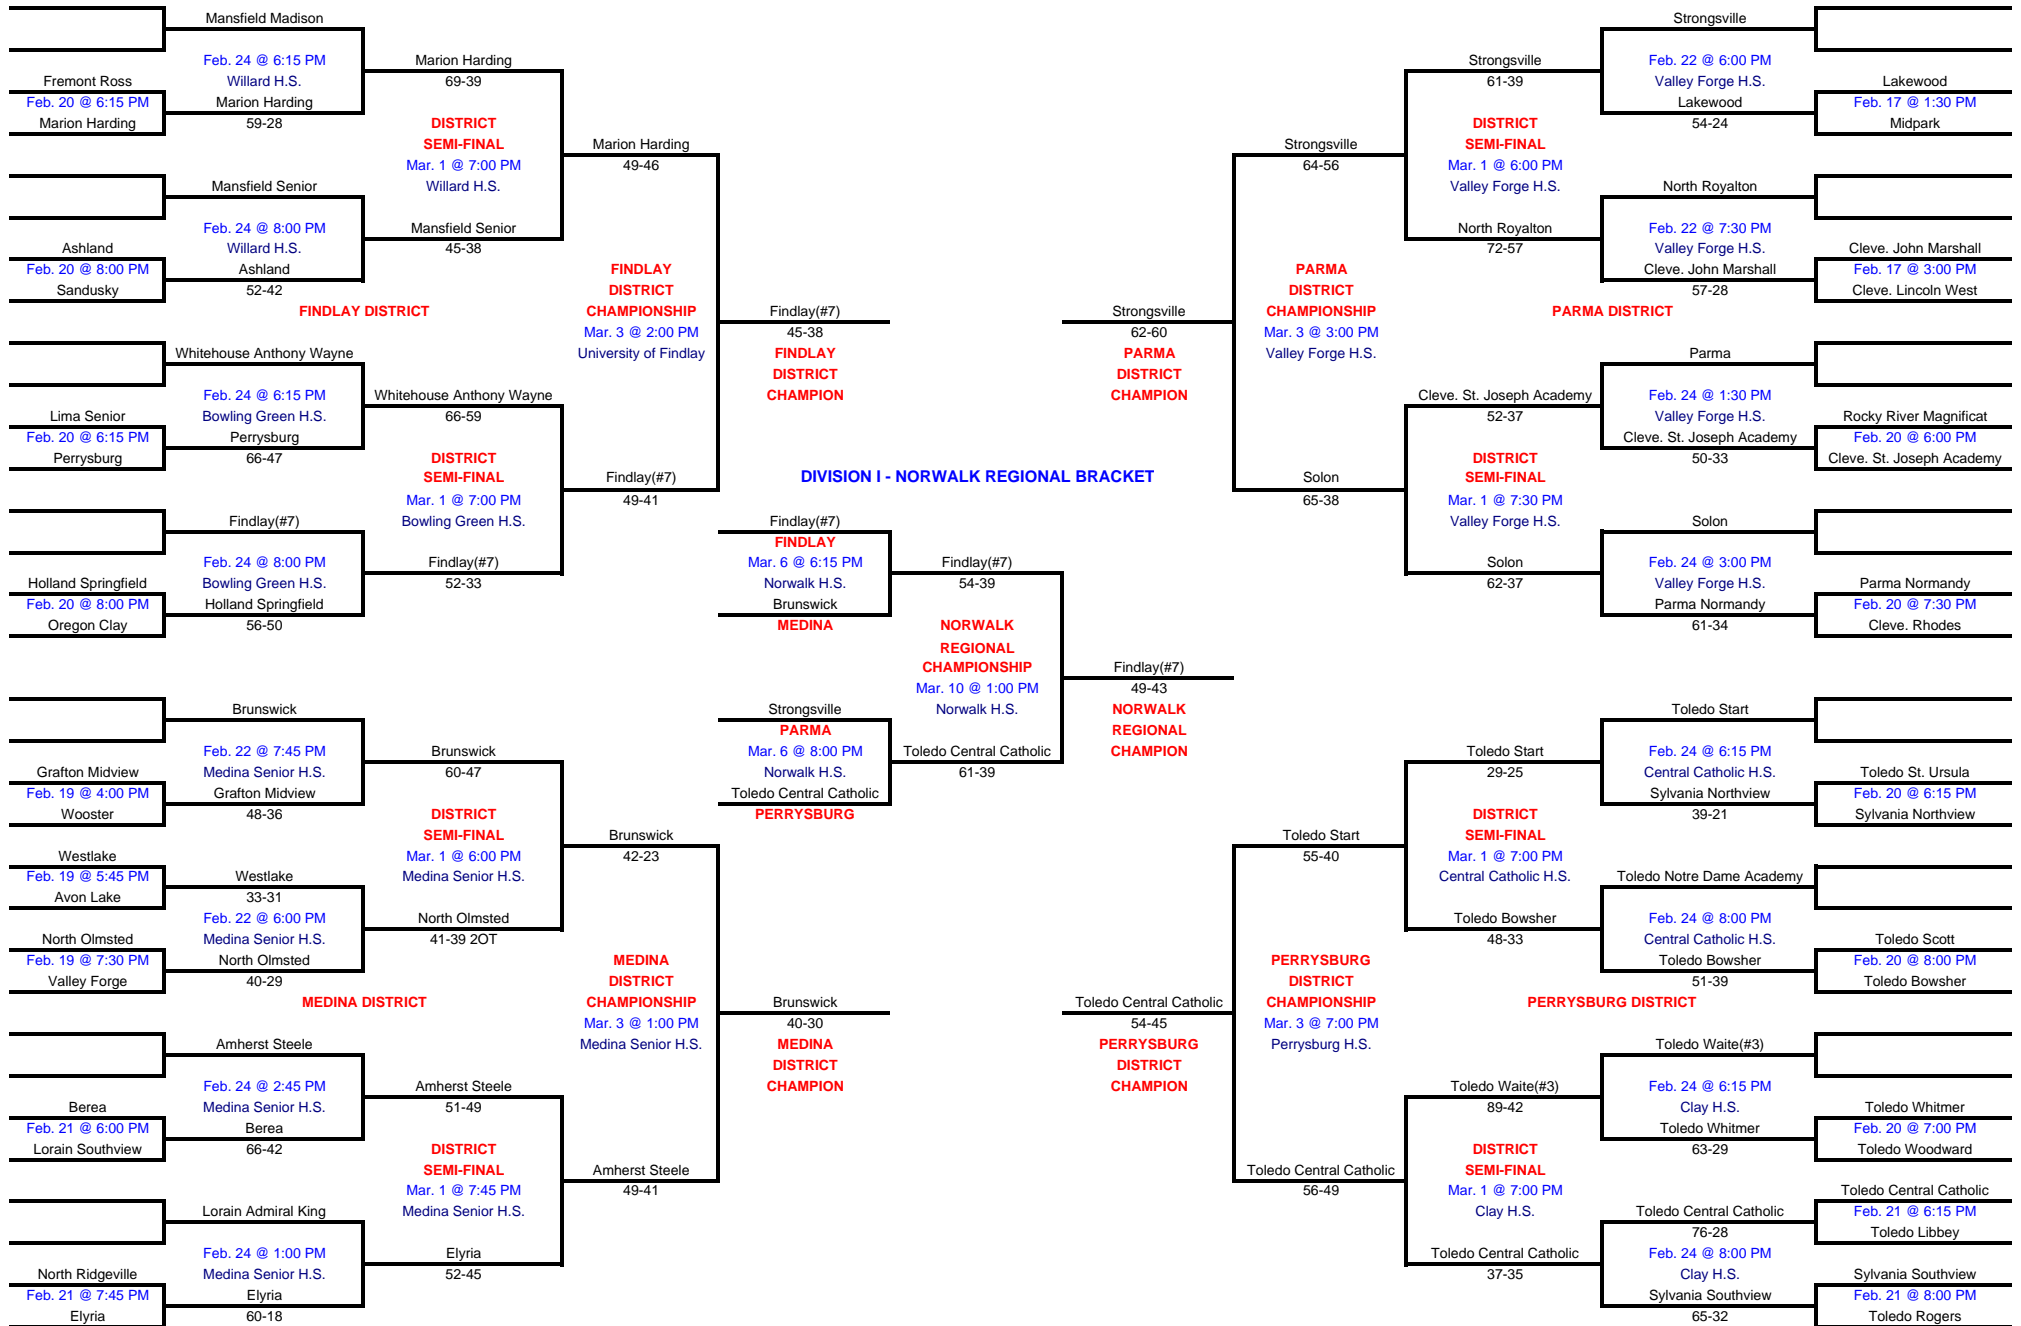 Mansfield Madison
Feb. 24 @ 6:15 PM
Willard H.S.
Fremont Ross
Feb. 20 @ 6:15 PM
Marion Harding
Marion Harding
59-28
Marion Harding
69-39
DISTRICT
SEMI-FINAL
Mar. 1 @ 7:00 PM
Willard H.S.
Mansfield Senior
Feb. 24 @ 8:00 PM
Willard H.S.
Ashland
Feb. 20 @ 8:00 PM
Sandusky
Ashland
52-42
Mansfield Senior
45-38
Marion Harding
49-46
FINDLAY DISTRICT
FINDLAY
DISTRICT
CHAMPIONSHIP
Mar. 3 @ 2:00 PM
University of Findlay
Whitehouse Anthony Wayne
Feb. 24 @ 6:15 PM
Bowling Green H.S.
Lima Senior
Feb. 20 @ 6:15 PM
Perrysburg
Perrysburg
66-47
Whitehouse Anthony Wayne
66-59
DISTRICT
SEMI-FINAL
Mar. 1 @ 7:00 PM
Bowling Green H.S.
Findlay(#7)
Feb. 24 @ 8:00 PM
Bowling Green H.S.
Holland Springfield
Feb. 20 @ 8:00 PM
Oregon Clay
Holland Springfield
56-50
Findlay(#7)
52-33
Findlay(#7)
49-41
Findlay(#7)
45-38
FINDLAY
DISTRICT
CHAMPION
Strongsville
Feb. 22 @ 6:00 PM
Valley Forge H.S.
Lakewood
Feb. 17 @ 1:30 PM
Midpark
Lakewood
54-24
Strongsville
61-39
DISTRICT
SEMI-FINAL
Mar. 1 @ 6:00 PM
Valley Forge H.S.
North Royalton
Feb. 22 @ 7:30 PM
Valley Forge H.S.
Cleve. John Marshall
Feb. 17 @ 3:00 PM
Cleve. Lincoln West
Cleve. John Marshall
57-28
North Royalton
72-57
Strongsville
64-56
PARMA DISTRICT
PARMA
DISTRICT
CHAMPIONSHIP
Mar. 3 @ 3:00 PM
Valley Forge H.S.
Parma
Feb. 24 @ 1:30 PM
Valley Forge H.S.
Rocky River Magnificat
Feb. 20 @ 6:00 PM
Cleve. St. Joseph Academy
Cleve. St. Joseph Academy
50-33
Cleve. St. Joseph Academy
52-37
DISTRICT
SEMI-FINAL
Mar. 1 @ 7:30 PM
Valley Forge H.S.
Solon
Feb. 24 @ 3:00 PM
Valley Forge H.S.
Parma Normandy
Feb. 20 @ 7:30 PM
Cleve. Rhodes
Parma Normandy
61-34
Solon
62-37
Solon
65-38
Strongsville
62-60
PARMA
DISTRICT
CHAMPION
DIVISION I - NORWALK REGIONAL BRACKET
Findlay(#7)
FINDLAY
Mar. 6 @ 6:15 PM
Norwalk H.S.
Brunswick
MEDINA
Findlay(#7)
54-39
NORWALK
REGIONAL
CHAMPIONSHIP
Mar. 10 @ 1:00 PM
Norwalk H.S.
Strongsville
PARMA
Mar. 6 @ 8:00 PM
Norwalk H.S.
Toledo Central Catholic
PERRYSBURG
Toledo Central Catholic
61-39
Findlay(#7)
49-43
NORWALK
REGIONAL
CHAMPION
Brunswick
Feb. 22 @ 7:45 PM
Medina Senior H.S.
Grafton Midview
Feb. 19 @ 4:00 PM
Wooster
Grafton Midview
48-36
Brunswick
60-47
DISTRICT
SEMI-FINAL
Mar. 1 @ 6:00 PM
Medina Senior H.S.
Westlake
Feb. 19 @ 5:45 PM
Avon Lake
Westlake
33-31
Feb. 22 @ 6:00 PM
Medina Senior H.S.
North Olmsted
Feb. 19 @ 7:30 PM
Valley Forge
North Olmsted
40-29
North Olmsted
41-39 2OT
Brunswick
42-23
MEDINA DISTRICT
MEDINA
DISTRICT
CHAMPIONSHIP
Mar. 3 @ 1:00 PM
Medina Senior H.S.
Amherst Steele
Feb. 24 @ 2:45 PM
Medina Senior H.S.
Berea
Feb. 21 @ 6:00 PM
Lorain Southview
Berea
66-42
Amherst Steele
51-49
DISTRICT
SEMI-FINAL
Mar. 1 @ 7:45 PM
Medina Senior H.S.
Lorain Admiral King
Feb. 24 @ 1:00 PM
Medina Senior H.S.
North Ridgeville
Feb. 21 @ 7:45 PM
Elyria
Elyria
60-18
Elyria
52-45
Amherst Steele
49-41
Brunswick
40-30
MEDINA
DISTRICT
CHAMPION
Toledo Start
Feb. 24 @ 6:15 PM
Central Catholic H.S.
Toledo St. Ursula
Feb. 20 @ 6:15 PM
Sylvania Northview
Sylvania Northview
39-21
Toledo Start
29-25
DISTRICT
SEMI-FINAL
Mar. 1 @ 7:00 PM
Central Catholic H.S.
Toledo Notre Dame Academy
Feb. 24 @ 8:00 PM
Central Catholic H.S.
Toledo Scott
Feb. 20 @ 8:00 PM
Toledo Bowsher
Toledo Bowsher
51-39
Toledo Bowsher
48-33
Toledo Start
55-40
PERRYSBURG DISTRICT
PERRYSBURG
DISTRICT
CHAMPIONSHIP
Mar. 3 @ 7:00 PM
Perrysburg H.S.
Toledo Waite(#3)
Feb. 24 @ 6:15 PM
Clay H.S.
Toledo Whitmer
Feb. 20 @ 7:00 PM
Toledo Woodward
Toledo Whitmer
63-29
Toledo Waite(#3)
89-42
DISTRICT
SEMI-FINAL
Mar. 1 @ 7:00 PM
Clay H.S.
Toledo Central Catholic
Feb. 21 @ 6:15 PM
Toledo Libbey
Toledo Central Catholic
76-28
Feb. 24 @ 8:00 PM
Clay H.S.
Sylvania Southview
Feb. 21 @ 8:00 PM
Toledo Rogers
Sylvania Southview
65-32
Toledo Central Catholic
37-35
Toledo Central Catholic
56-49
Toledo Central Catholic
54-45
PERRYSBURG
DISTRICT
CHAMPION